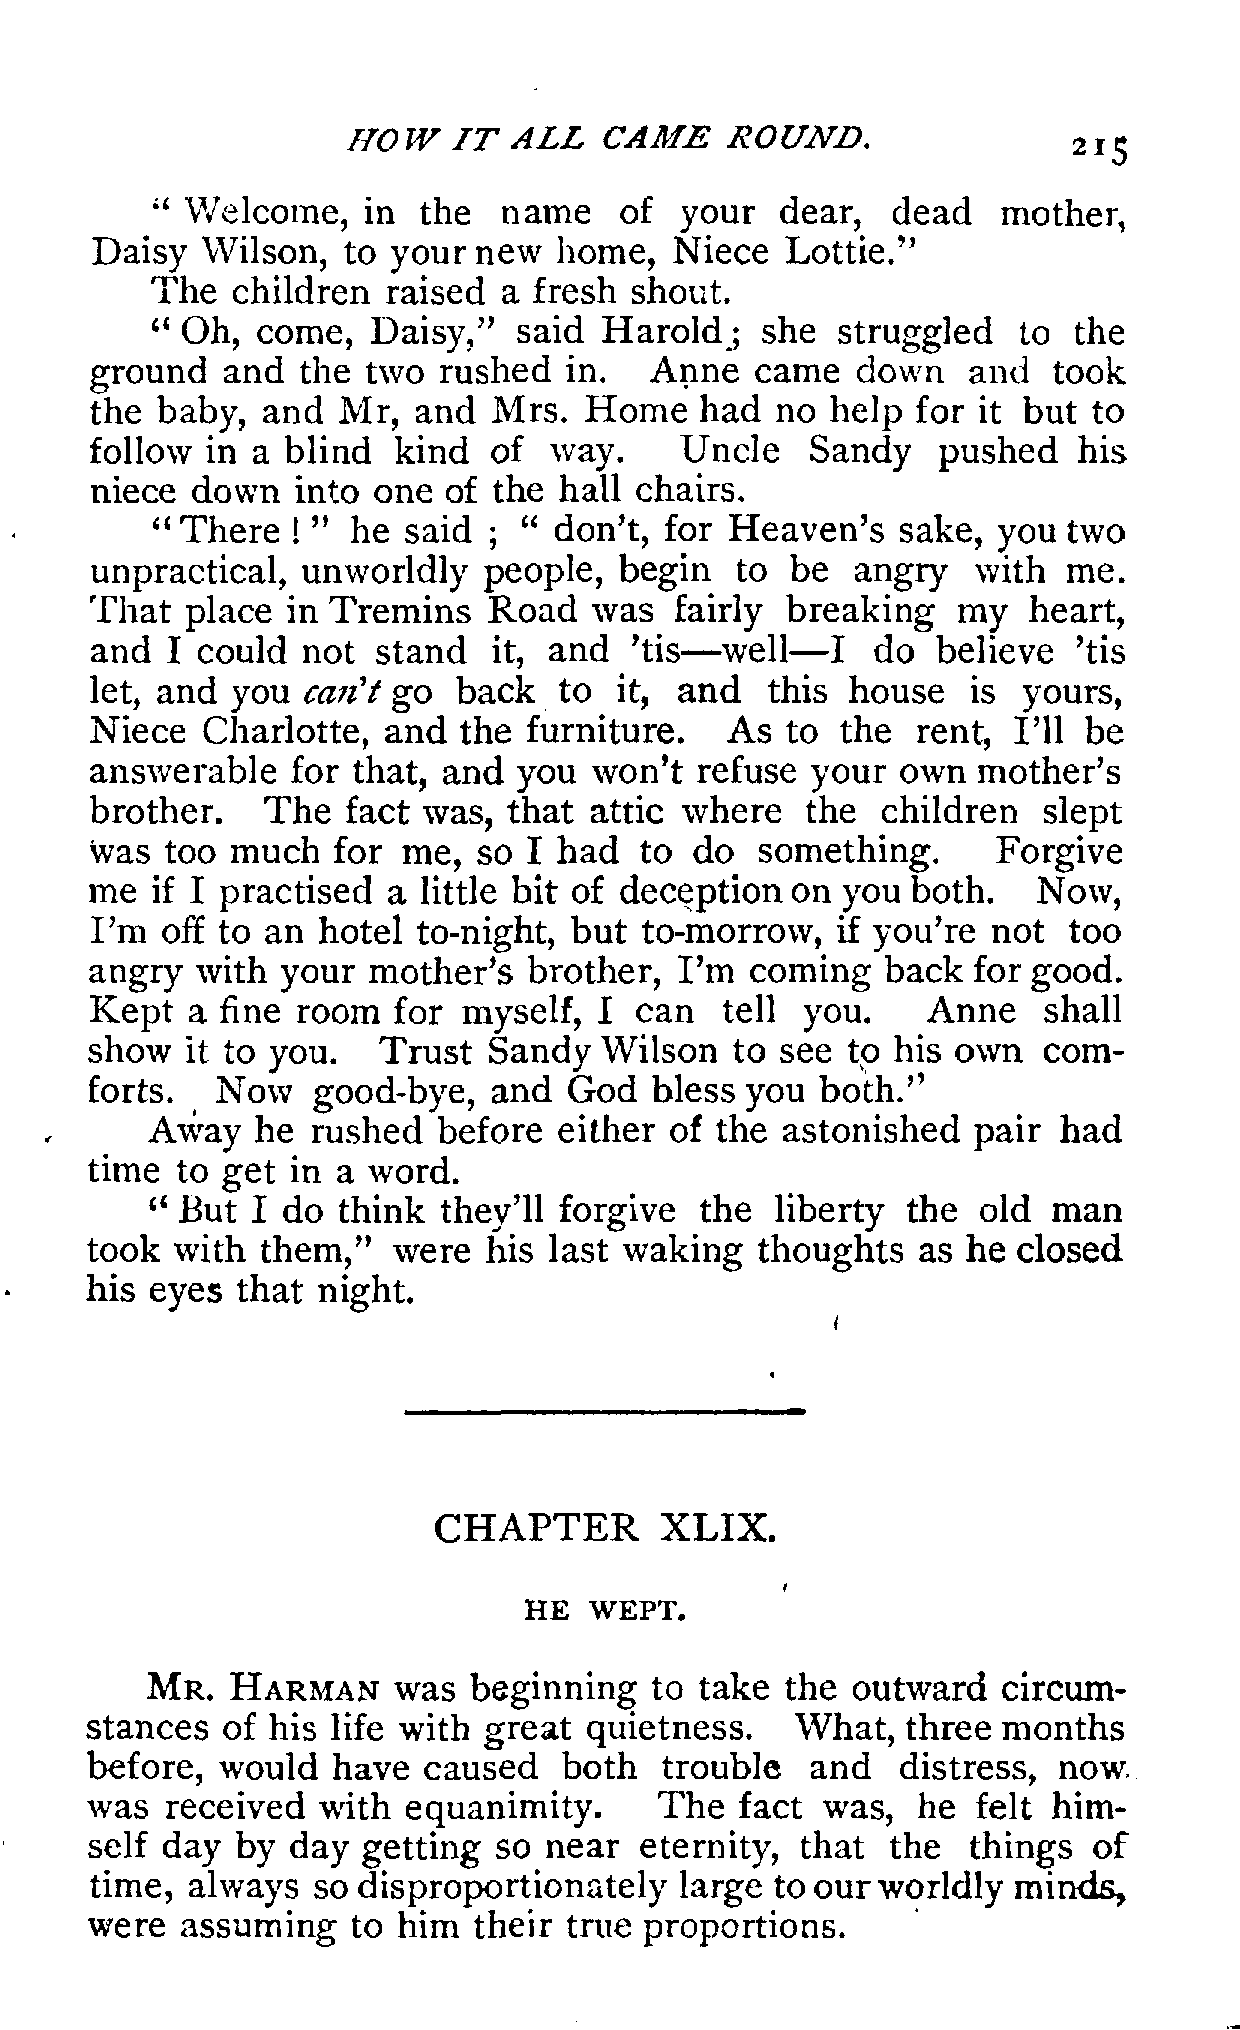 HOW IT ALL CAME ROUND. 215
" Welcome, in the name of your dear, dead mother,
Daisy Wilson, to your new home, Niece Lottie."
The children raised a fresh shout.
" Oh, come, Daisy," said Harold; she struggled to the
ground and the two rushed in. Anne came down and took
the baby, and Mr, and Mrs. Home had no help for it but to
follow in a blind kind of way. Uncle Sandy pushed his
niece down into one of the hall chairs.
" There ! " he said ; " don't, for Heaven's sake, you two
unpractical, unworldly people, begin to be angry with me.
That place in Tremins Road was fairly breaking my heart,
and I could not stand it, and 'tis—well—I do believe 'tis
let, and you can't go back to it, and this house is yours,
Niece Charlotte, and the furniture. As to the rent, I'll be
answerable for that, and you won't refuse your own mother's
brother. The fact was, that attic where the children slept
was too much for me, so I had to do something. Forgive
me if I practised a little bit of deception on you both. Now,
I'm off to an hotel to-night, but to-morrow, if you're not too
angry with your mother's brother, I'm coming back for good.
Kept a fine room for myself, I can tell you. Anne shall
show it to you. Trust Sandy Wilson to see to his own com-
forts. Now good-bye, and God bless you both."
Away he rushed before either of the astonished pair had
time to get in a word.
" But I do think they'll forgive the liberty the old man
took with them," were his last waking thoughts as he closed
his eyes that night.
CHAPTER XLIX.
HE WEPT.
MR. HARMAN was beginning to take the outward circum-
stances of his life with great quietness. What, three months
before, would have caused both trouble and distress, now
was received with equanimity. The fact was, he felt him-
self day by day getting so near eternity, that the things of
time, always so disproportionately large to our worldly minds,
were assuming to him their true proportions.